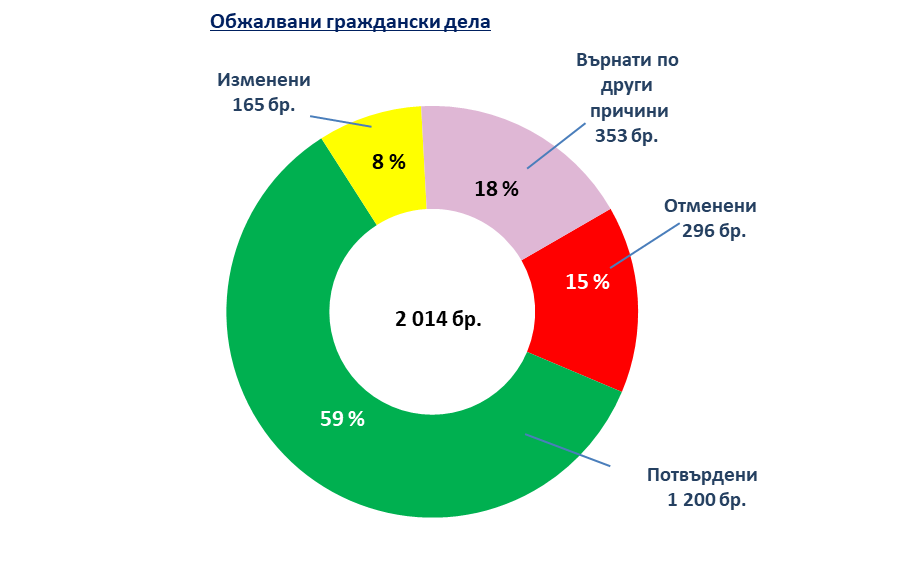 Обжалвани граждански дела
Изменени
165 бр.
Върнати по
други
причини
353 бр.
8 %
18 %
Отменени
296 бр.
15 %
2 014 бр.
59 %
Потвърдени
1 200 бр.